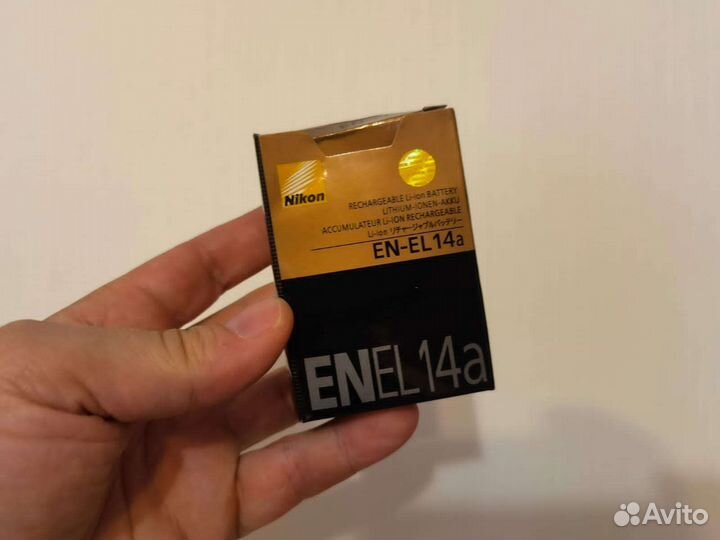 Nikon
RECHARGEABLE Li-ion BATTERY
LITHIUM-IONEN-AKKU
ACCUMULATEUR Li-ION RECHARGEABLE
Li-ion リチャージャブルバッテリー
EN-EL14a
ENEL14a
Avito